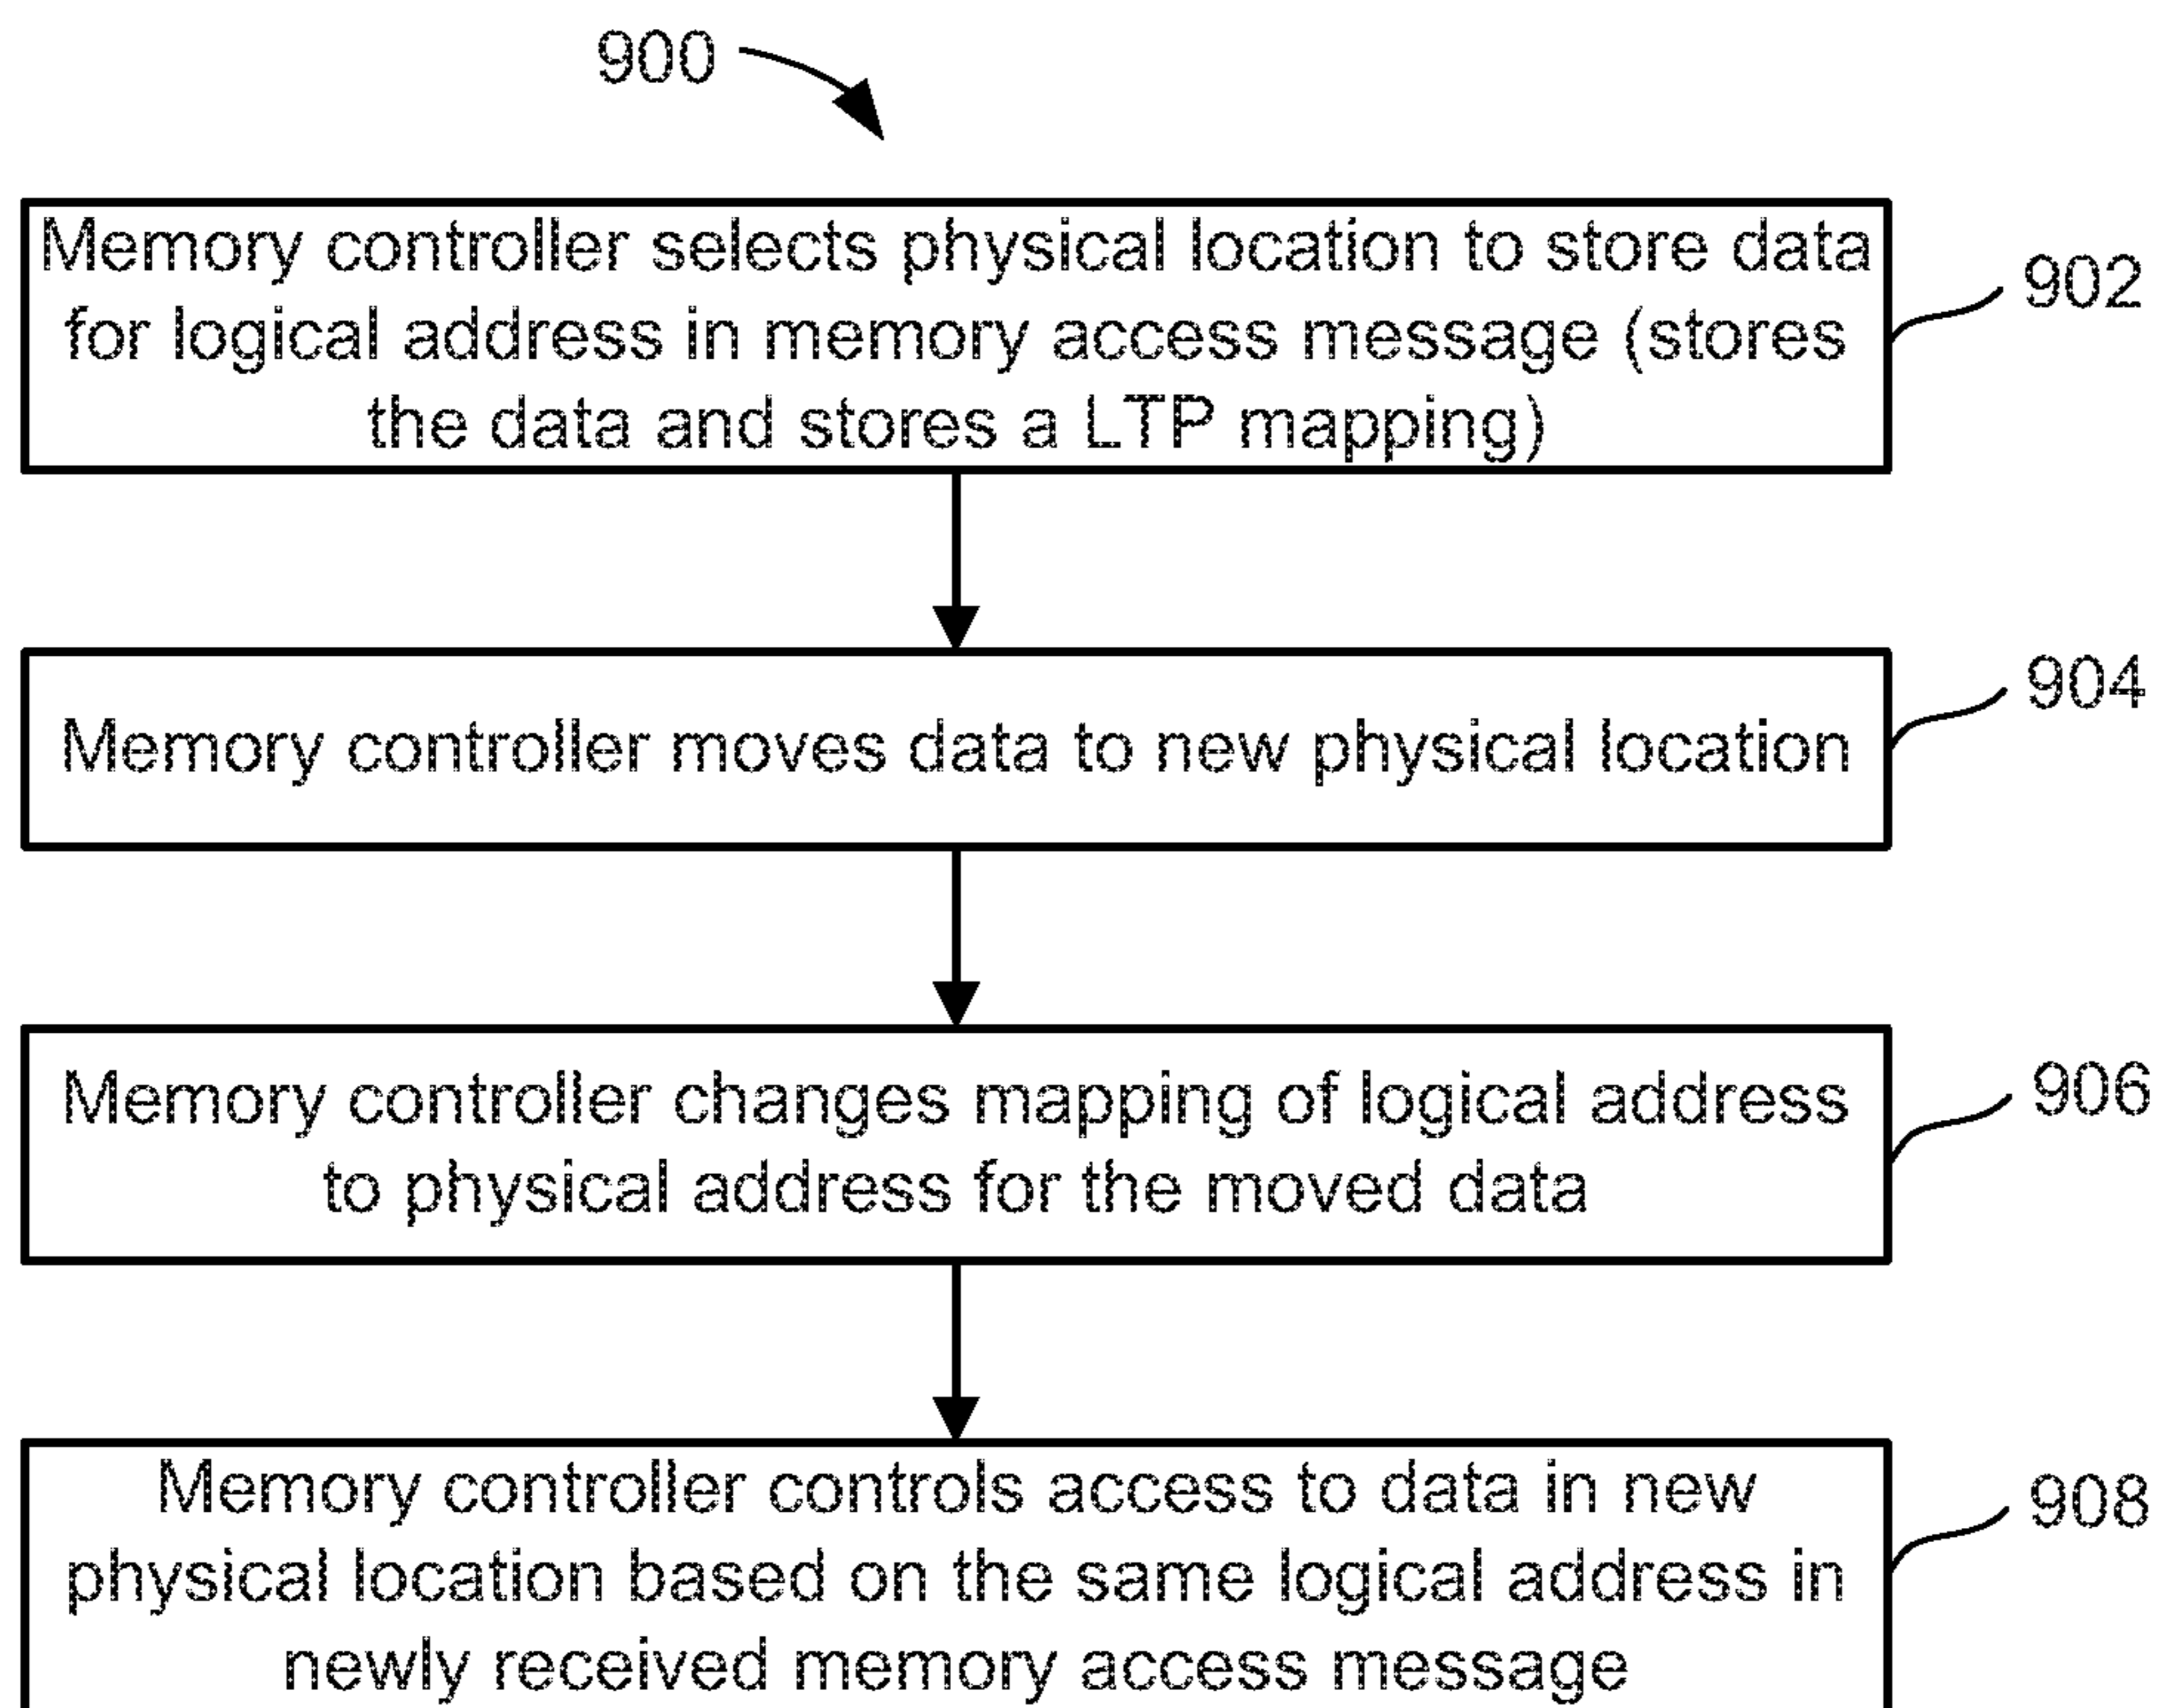 900
Memory controller selects physical location to store data
for logical address in memory access message (stores
the data and stores a LTP mapping)
902
Memory controller moves data to new physical location
904
Memory controller changes mapping of logical address
to physical address for the moved data
906
Memory controller controls access to data in new
physical location based on the same logical address in
newly received memory access message
908